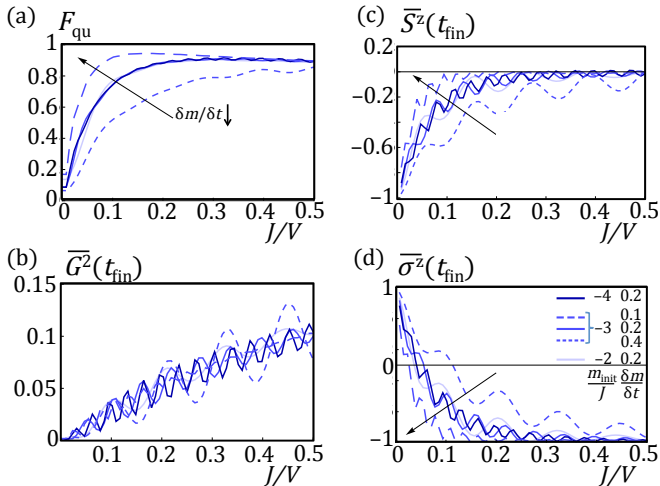 (a) F_qu
1
0.8
0.6
0.4
0.2
0
δm/δt↓
0 0.1 0.2 0.3 0.4 0.5
J/V
(c) S̅ᶻ(t_fin)
0.2
−0.2
−0.6
−1
0 0.1 0.2 0.3 0.4 0.5
J/V
(b) G̅²(t_fin)
0.15
0.1
0.05
0
0 0.1 0.2 0.3 0.4 0.5
J/V
(d) σ̅ᶻ(t_fin)
1
0
−1
−4 0.2
0.1
−3 0.2
0.4
−2 0.2
m_init/J δm/δt
0 0.1 0.2 0.3 0.4 0.5
J/V